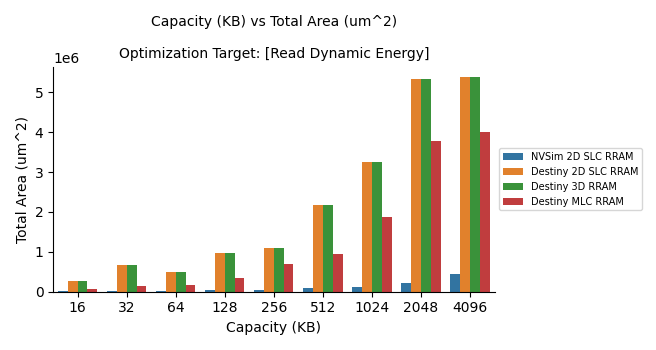 Capacity (KB) vs Total Area (um^2)
Optimization Target: [Read Dynamic Energy]
1e6
Total Area (um^2)
5
4
3
2
1
0
16 32 64 128 256 512 1024 2048 4096
Capacity (KB)
NVSim 2D SLC RRAM
Destiny 2D SLC RRAM
Destiny 3D RRAM
Destiny MLC RRAM